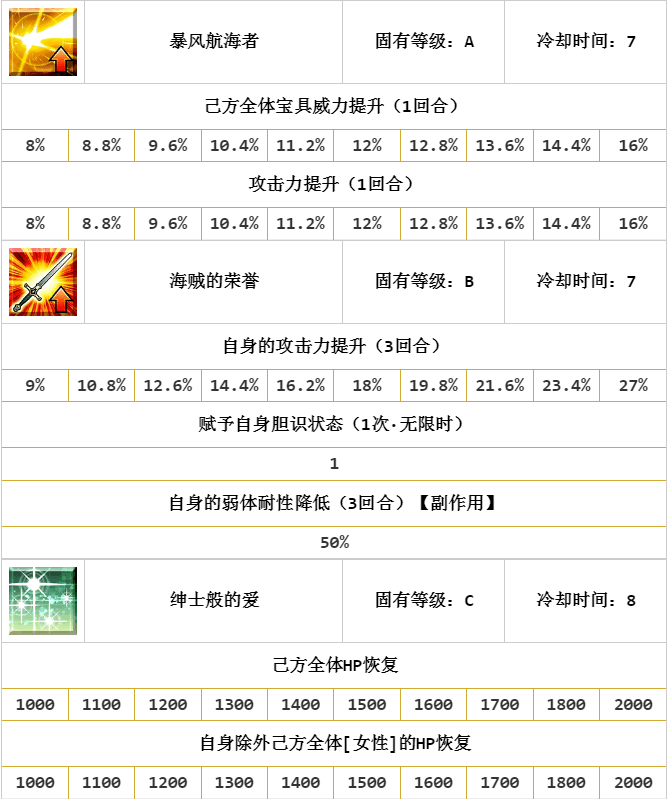 暴风航海者 固有等级：A 冷却时间：7
己方全体宝具威力提升（1回合）
8% 8.8% 9.6% 10.4% 11.2% 12% 12.8% 13.6% 14.4% 16%
攻击力提升（1回合）
8% 8.8% 9.6% 10.4% 11.2% 12% 12.8% 13.6% 14.4% 16%
海贼的荣誉 固有等级：B 冷却时间：7
自身的攻击力提升（3回合）
9% 10.8% 12.6% 14.4% 16.2% 18% 19.8% 21.6% 23.4% 27%
赋予自身胆识状态（1次·无限时）
1
自身的弱体耐性降低（3回合）【副作用】
50%
绅士般的爱 固有等级：C 冷却时间：8
己方全体HP恢复
1000 1100 1200 1300 1400 1500 1600 1700 1800 2000
自身除外己方全体[女性]的HP恢复
1000 1100 1200 1300 1400 1500 1600 1700 1800 2000